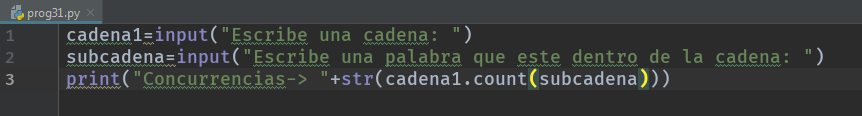 prog31.py
1 cadena1=input("Escribe una cadena: ")
2 subcadena=input("Escribe una palabra que este dentro de la cadena: ")
3 print("Concurrencias-> "+str(cadena1.count(subcadena)))